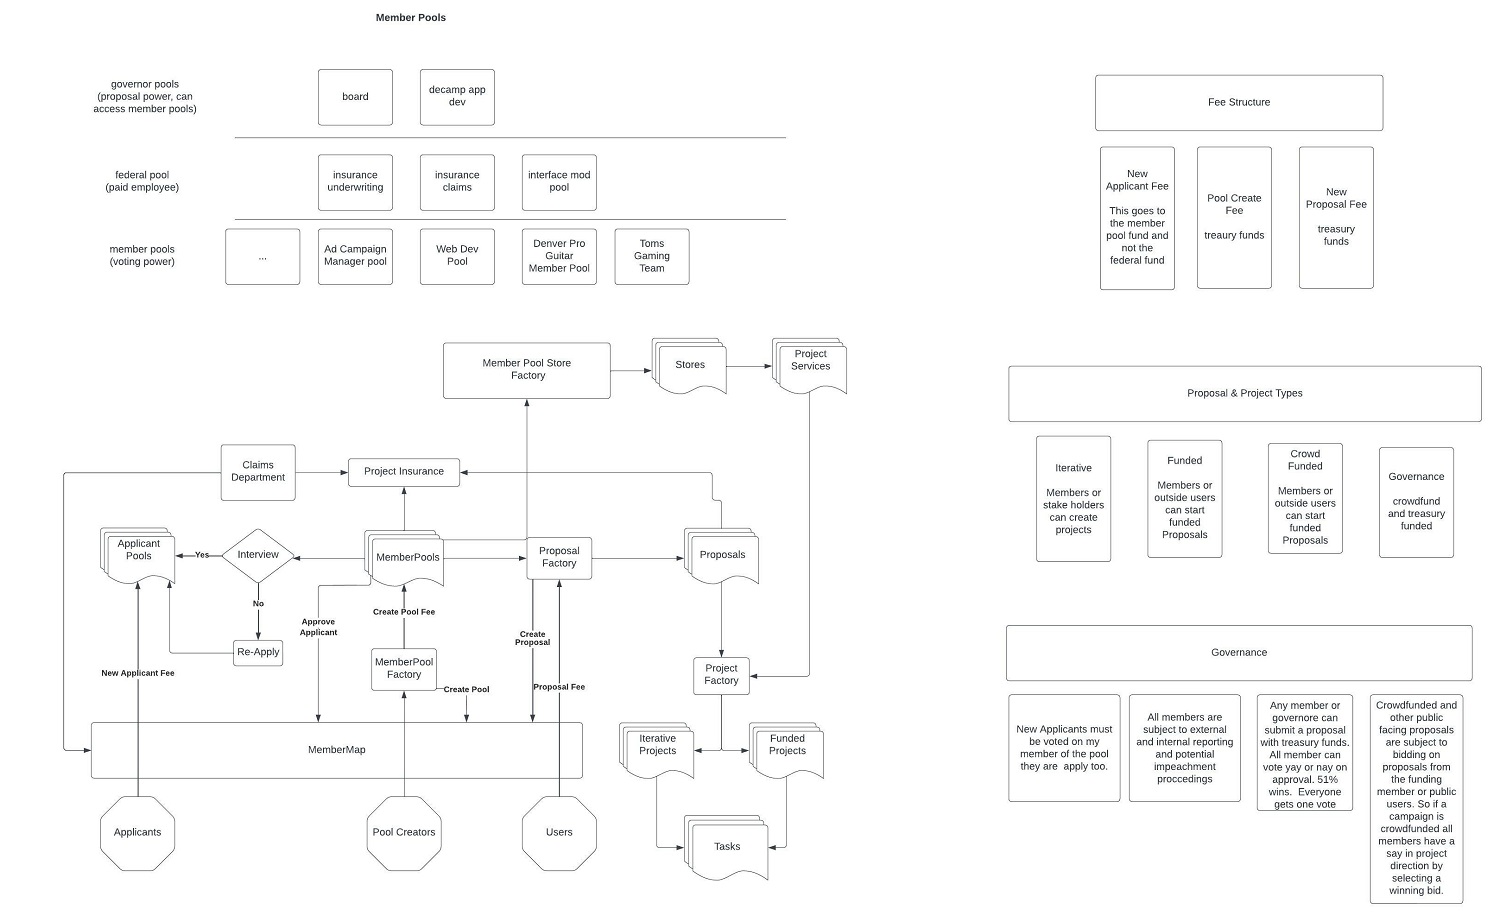 Member Pools
governor pools
(proposal power, can
access member pools)
board
decamp app
dev
federal pool
(paid employee)
insurance
underwriting
insurance
claims
interface mod
pool
member pools
(voting power)
...
Ad Campaign
Manager pool
Web Dev
Pool
Denver Pro
Guitar
Member Pool
Toms
Gaming
Team
Member Pool Store
Factory
Stores
Project
Services
Claims
Department
Project Insurance
Applicant
Pools
Yes
Interview
MemberPools
Proposal
Factory
Proposals
No
Create Pool Fee
Approve
Applicant
Create
Proposal
Re-Apply
New Applicant Fee
MemberPool
Factory
Create Pool
Proposal Fee
Project
Factory
MemberMap
Iterative
Projects
Funded
Projects
Applicants
Pool Creators
Users
Tasks
Fee Structure
New
Applicant Fee
This goes to
the member
pool fund and
not the
federal fund
Pool Create
Fee
treaury funds
New
Proposal Fee
treasury
funds
Proposal & Project Types
Iterative
Members or
stake holders
can create
projects
Funded
Members or
outside users
can start
funded
Proposals
Crowd
Funded
Members or
outside users
can start
funded
Proposals
Governance
crowdfund
and treasury
funded
Governance
New Applicants must
be voted on my
member of the pool
they are  apply too.
All members are
subject to external
and internal reporting
and potential
impeachment
proccedings
Any member or
governore can
submit a proposal
with treasury funds.
All member can
vote yay or nay on
approval. 51%
wins.  Everyone
gets one vote
Crowdfunded and
other public
facing proposals
are subject to
bidding on
proposals from
the funding
member or public
users. So if a
campaign is
crowdfunded all
members have a
say in project
direction by
selecting a
winning bid.